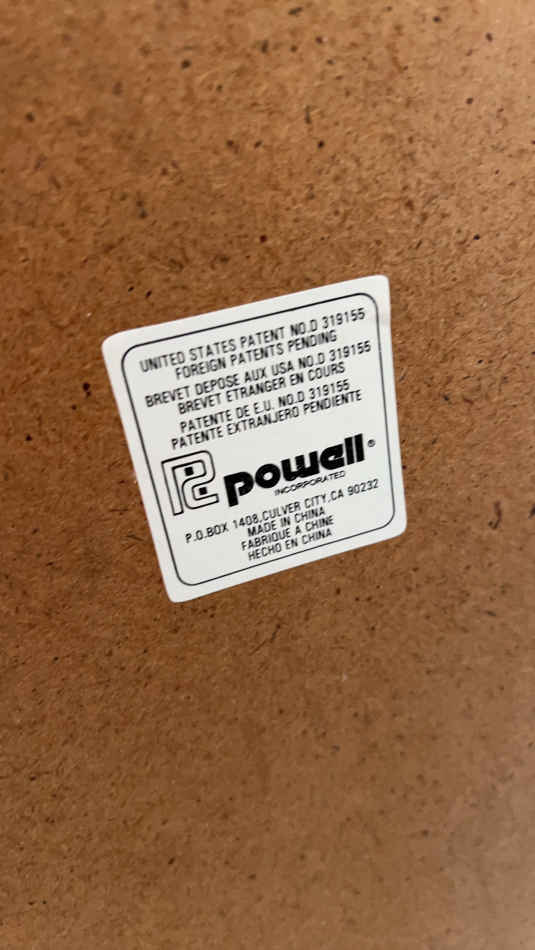 UNITED STATES PATENT NO.D 319155
FOREIGN PATENTS PENDING
BREVET DEPOSE AUX USA NO.D 319155
BREVET ETRANGER EN COURS
PATENTE DE E.U. NO.D 319155
PATENTE EXTRANJERO PENDIENTE
powell®
INCORPORATED
P.O.BOX 1408,CULVER CITY,CA 90232
MADE IN CHINA
FABRIQUE A CHINE
HECHO EN CHINA